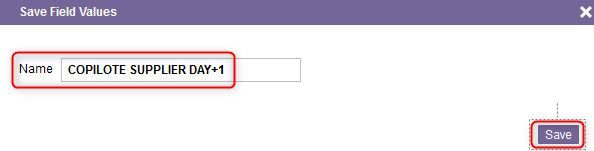 Save Field Values
Name COPILOTE SUPPLIER DAY+1
Save